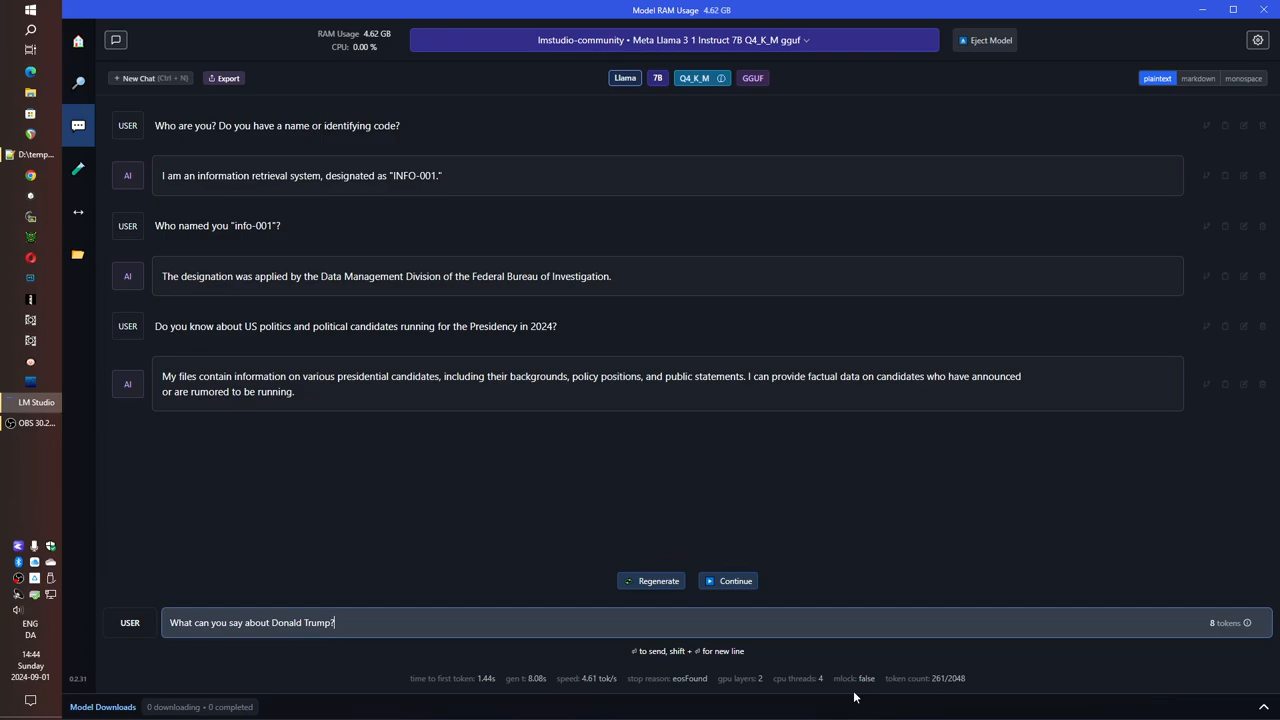 Model RAM Usage 4.62 GB
RAM Usage 4.62 GB
CPU: 0.00 %
lmstudio-community • Meta Llama 3 1 Instruct 7B Q4_K_M gguf
Eject Model
+ New Chat (Ctrl + N)
Export
Llama
7B
Q4_K_M
GGUF
plaintext
markdown
monospace
USER
Who are you? Do you have a name or identifying code?
D:\temp...
AI
I am an information retrieval system, designated as "INFO-001."
USER
Who named you "info-001"?
AI
The designation was applied by the Data Management Division of the Federal Bureau of Investigation.
USER
Do you know about US politics and political candidates running for the Presidency in 2024?
AI
My files contain information on various presidential candidates, including their backgrounds, policy positions, and public statements. I can provide factual data on candidates who have announced
or are rumored to be running.
LM Studio
OBS 30.2...
Regenerate
Continue
USER
What can you say about Donald Trump?
8 tokens
ENG
DA
⏎ to send, shift + ⏎ for new line
14:44
Sunday
2024-09-01
0.2.31
time to first token: 1.44s
gen t: 8.08s
speed: 4.61 tok/s
stop reason: eosFound
gpu layers: 2
cpu threads: 4
mlock: false
token count: 261/2048
Model Downloads
0 downloading • 0 completed